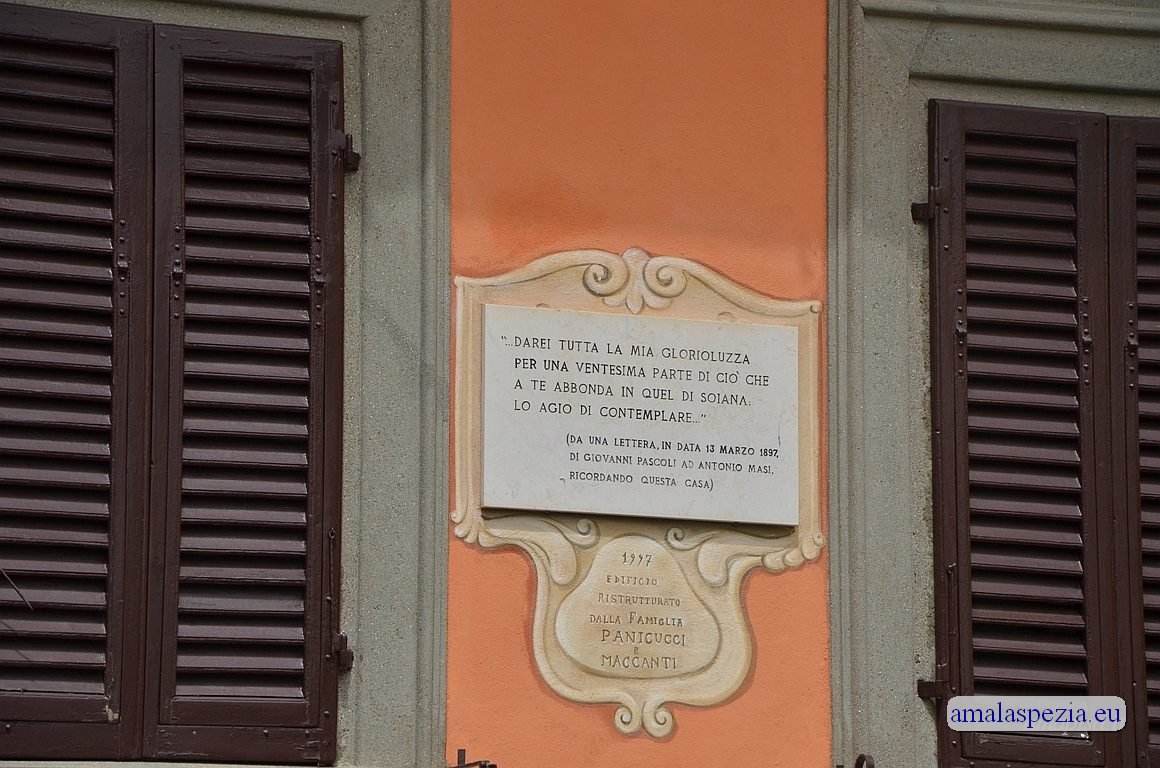 "...DAREI TUTTA LA MIA GLORIOLUZZA
PER UNA VENTESIMA PARTE DI CIO' CHE
A TE ABBONDA IN QUEL DI SOIANA:
LO AGIO DI CONTEMPLARE..."
(DA UNA LETTERA, IN DATA 13 MARZO 1897,
DI GIOVANNI PASCOLI AD ANTONIO MASI,
RICORDANDO QUESTA CASA)
1997
EDIFICIO
RISTRUTTURATO
DALLA FAMIGLIA
PANICUCCI
E
MACCANTI
amalaspezia.eu